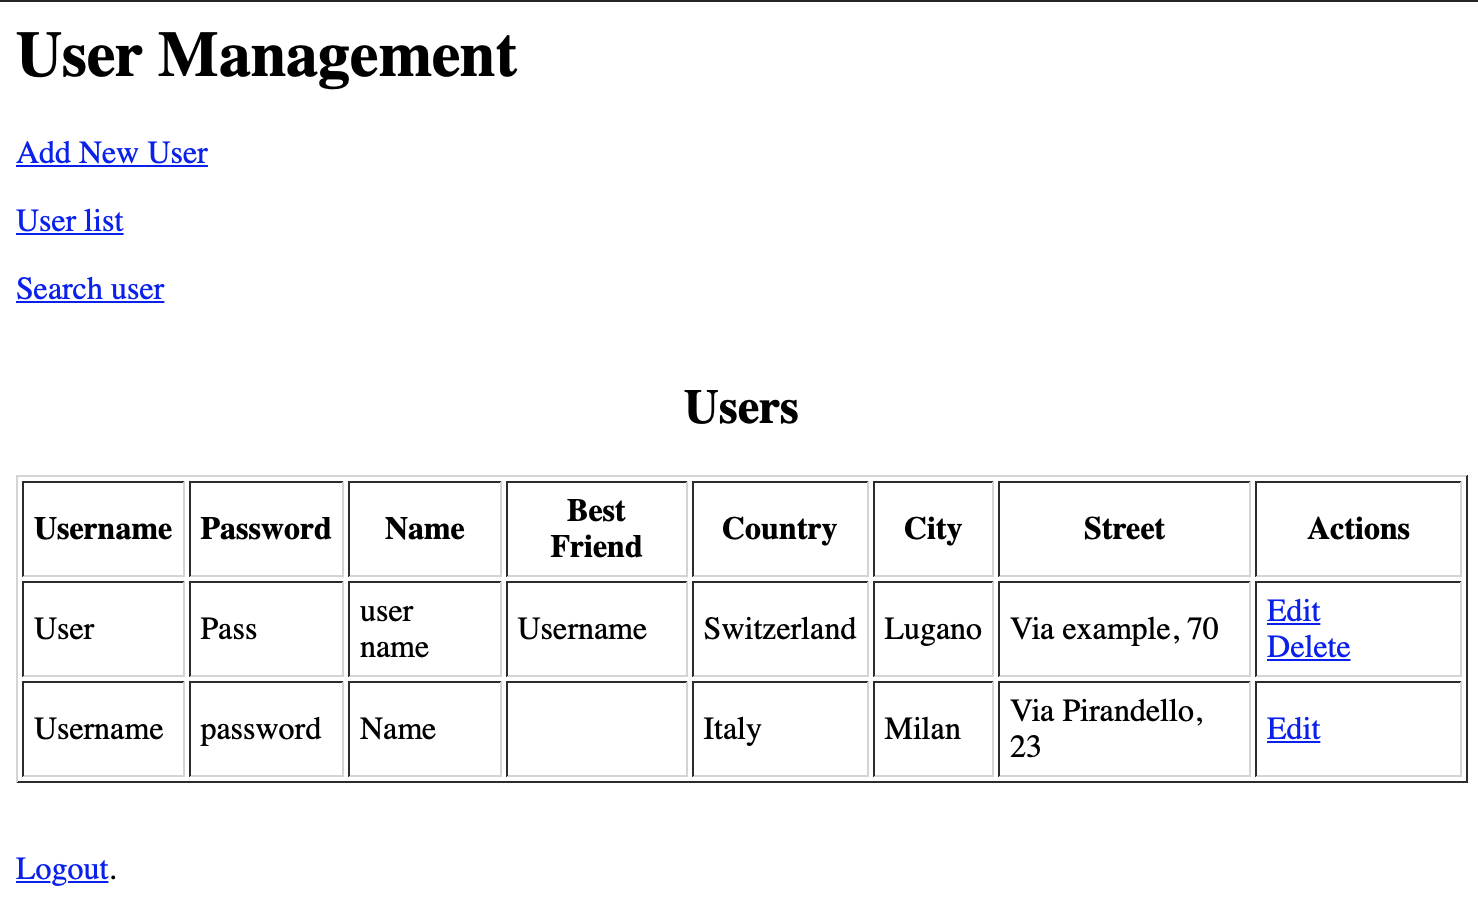 User Management
Add New User
User list
Search user
Users
Username Password Name Best Friend Country City Street Actions
User Pass user name Username Switzerland Lugano Via example, 70 Edit Delete
Username password Name Italy Milan Via Pirandello, 23 Edit
Logout.